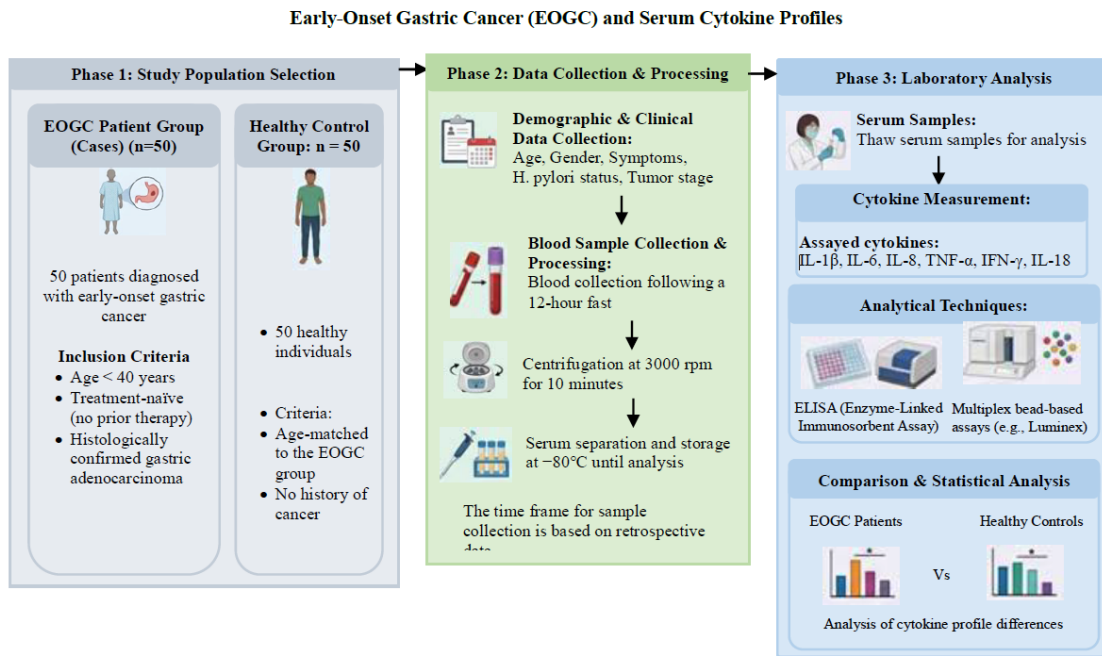 Early-Onset Gastric Cancer (EOGC) and Serum Cytokine Profiles
Phase 1: Study Population Selection
EOGC Patient Group
(Cases) (n=50)
50 patients diagnosed
with early-onset gastric
cancer
Inclusion Criteria
• Age < 40 years
• Treatment-naïve
(no prior therapy)
• Histologically
confirmed gastric
adenocarcinoma
Healthy Control
Group: n = 50
• 50 healthy
individuals
• Criteria:
• Age-matched
to the EOGC
group
• No history of
cancer
Phase 2: Data Collection & Processing
Demographic & Clinical
Data Collection:
Age, Gender, Symptoms,
H. pylori status, Tumor stage
Blood Sample Collection &
Processing:
Blood collection following a
12-hour fast
Centrifugation at 3000 rpm
for 10 minutes
Serum separation and storage
at −80°C until analysis
The time frame for sample
collection is based on retrospective
data
Phase 3: Laboratory Analysis
Serum Samples:
Thaw serum samples for analysis
Cytokine Measurement:
Assayed cytokines:
IL-1β, IL-6, IL-8, TNF-α, IFN-γ, IL-18
Analytical Techniques:
ELISA (Enzyme-Linked
Immunosorbent Assay)
Multiplex bead-based
assays (e.g., Luminex)
Comparison & Statistical Analysis
EOGC Patients
Healthy Controls
Vs
Analysis of cytokine profile differences